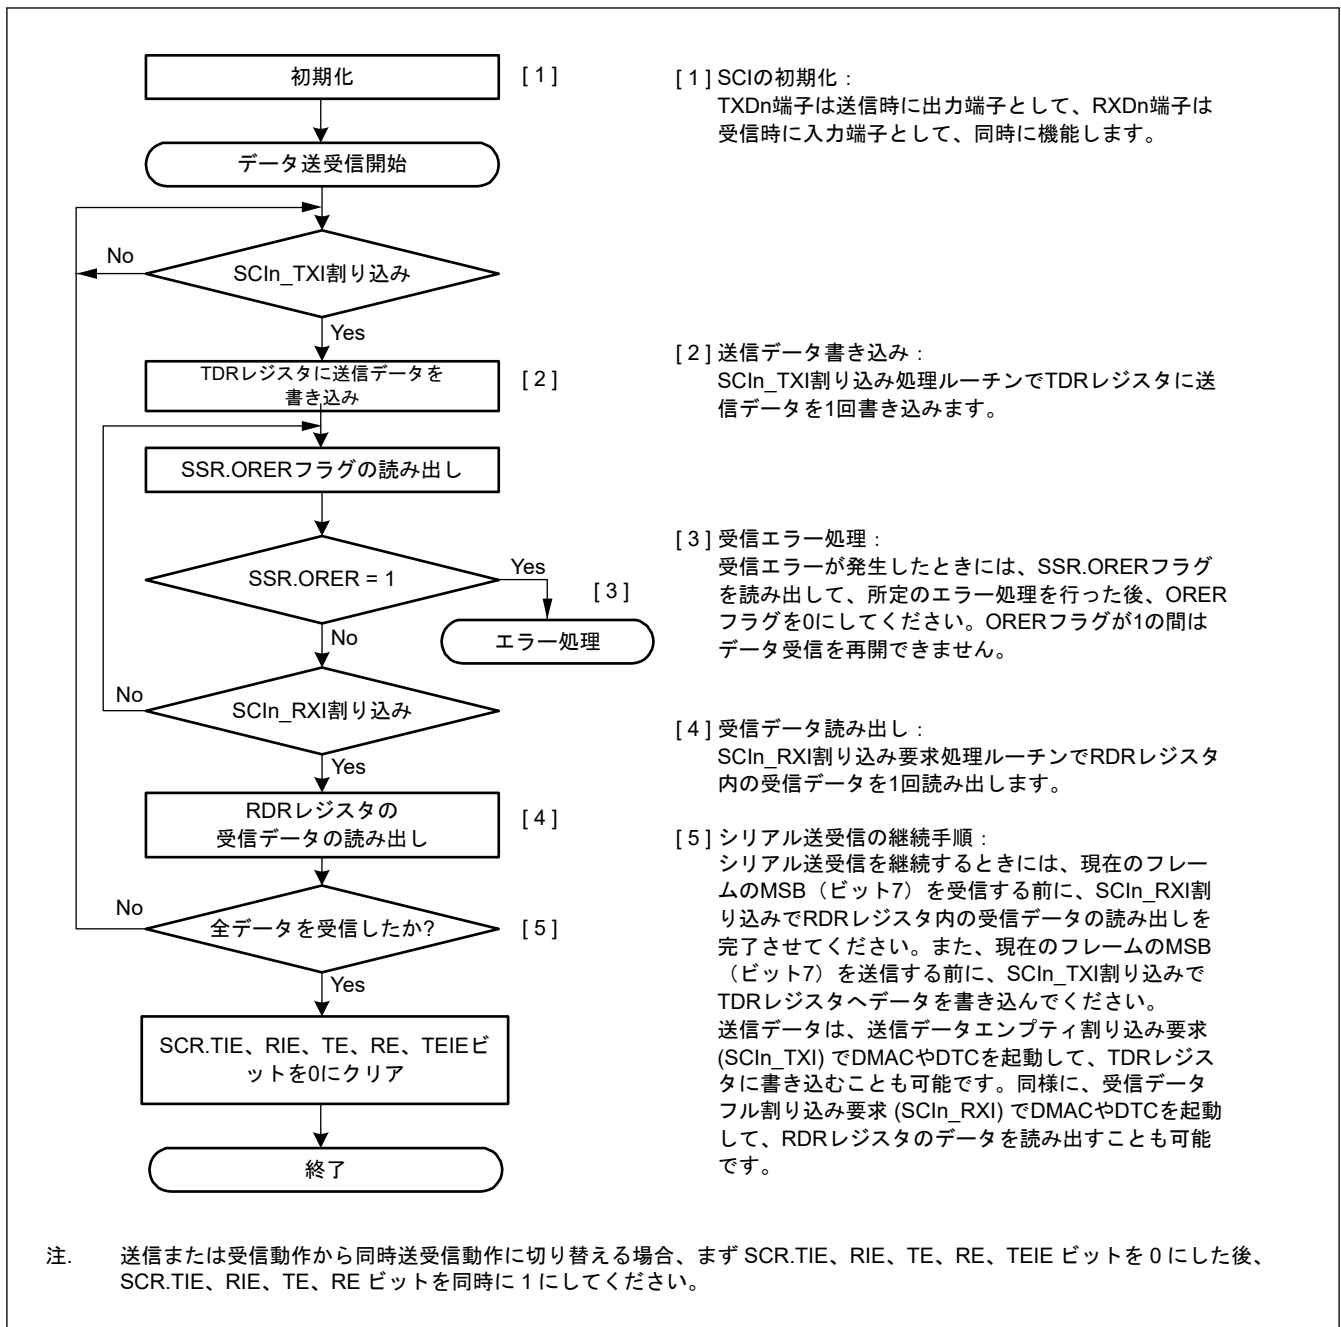 初期化
[ 1 ]
データ送受信開始
No
SCIn_TXI割り込み
Yes
TDRレジスタに送信データを
書き込み
[ 2 ]
SSR.ORERフラグの読み出し
SSR.ORER = 1
Yes
[ 3 ]
エラー処理
No
No
SCIn_RXI割り込み
Yes
RDRレジスタの
受信データの読み出し
[ 4 ]
No
全データを受信したか?
[ 5 ]
Yes
SCR.TIE、RIE、TE、RE、TEIEビ
ットを0にクリア
終了
[ 1 ] SCIの初期化：
TXDn端子は送信時に出力端子として、RXDn端子は
受信時に入力端子として、同時に機能します。
[ 2 ] 送信データ書き込み：
SCIn_TXI割り込み処理ルーチンでTDRレジスタに送
信データを1回書き込みます。
[ 3 ] 受信エラー処理：
受信エラーが発生したときには、SSR.ORERフラグ
を読み出して、所定のエラー処理を行った後、ORER
フラグを0にしてください。ORERフラグが1の間は
データ受信を再開できません。
[ 4 ] 受信データ読み出し：
SCIn_RXI割り込み要求処理ルーチンでRDRレジスタ
内の受信データを1回読み出します。
[ 5 ] シリアル送受信の継続手順：
シリアル送受信を継続するときには、現在のフレー
ムのMSB（ビット7）を受信する前に、SCIn_RXI割
り込みでRDRレジスタ内の受信データの読み出しを
完了させてください。また、現在のフレームのMSB
（ビット7）を送信する前に、SCIn_TXI割り込みで
TDRレジスタへデータを書き込んでください。
送信データは、送信データエンプティ割り込み要求
(SCIn_TXI) でDMACやDTCを起動して、TDRレジス
タに書き込むことも可能です。同様に、受信データ
フル割り込み要求 (SCIn_RXI) でDMACやDTCを起動
して、RDRレジスタのデータを読み出すことも可能
です。
注. 送信または受信動作から同時送受信動作に切り替える場合、まず SCR.TIE、RIE、TE、RE、TEIE ビットを 0 にした後、
SCR.TIE、RIE、TE、RE ビットを同時に 1 にしてください。